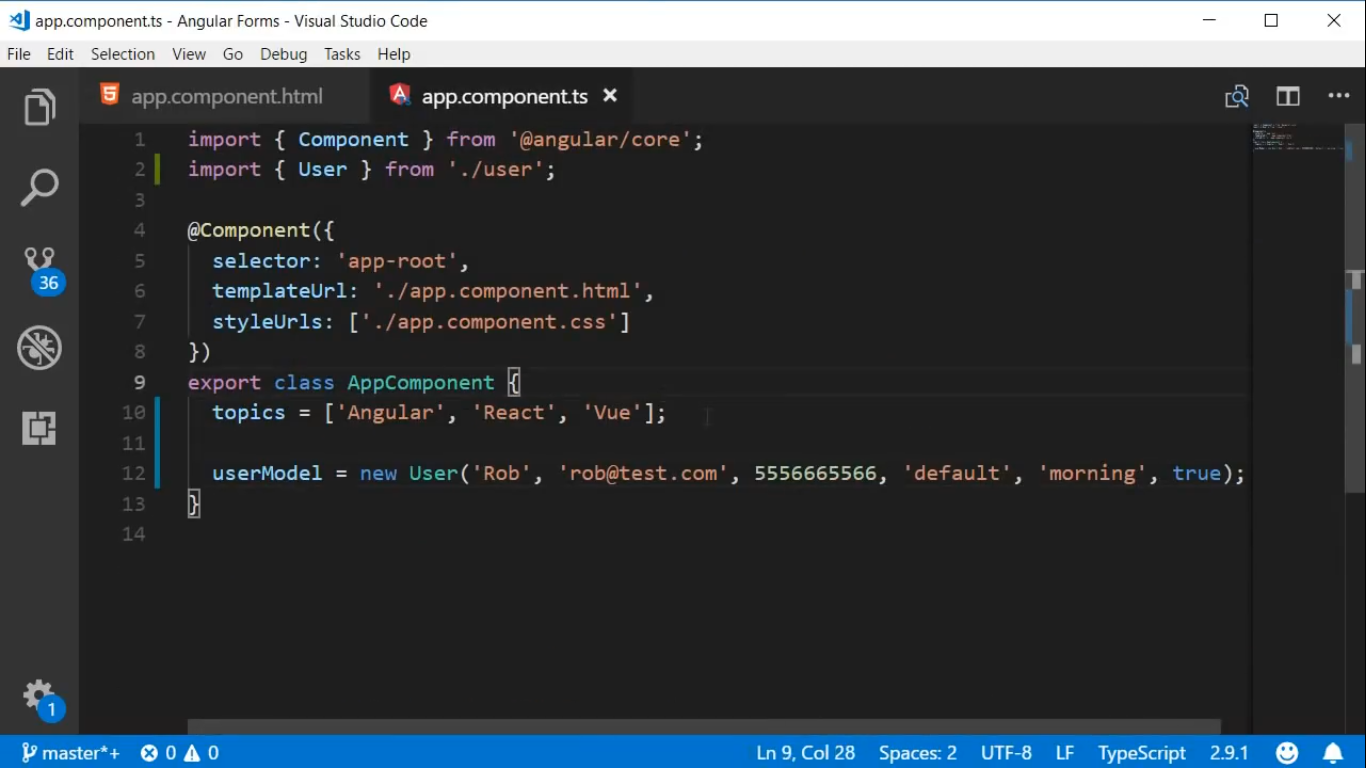 app.component.ts - Angular Forms - Visual Studio Code
File Edit Selection View Go Debug Tasks Help
app.component.html app.component.ts
1 import { Component } from '@angular/core';
2 import { User } from './user';
3
4 @Component({
5 selector: 'app-root',
6 templateUrl: './app.component.html',
7 styleUrls: ['./app.component.css']
8 })
9 export class AppComponent {
10 topics = ['Angular', 'React', 'Vue'];
11
12 userModel = new User('Rob', 'rob@test.com', 5556665566, 'default', 'morning', true);
13 }
14
36
1
master*+ 0 0 Ln 9, Col 28 Spaces: 2 UTF-8 LF TypeScript 2.9.1